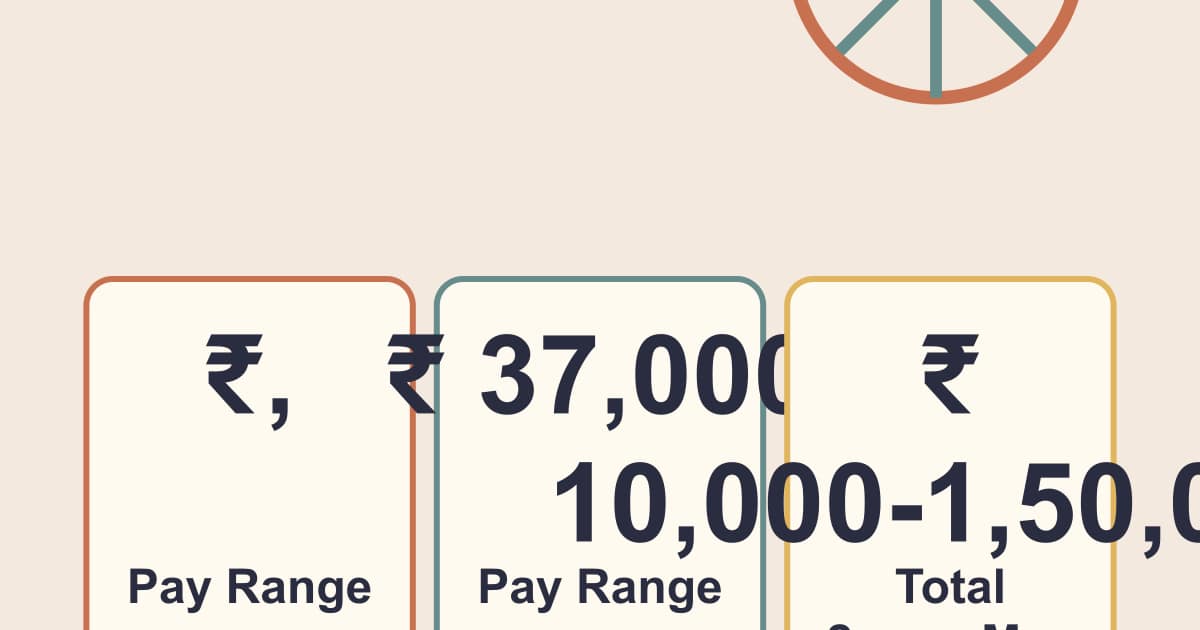 ₹,
Pay Range
₹ 37,000
Pay Range
₹
10,000-1,50,0
Total